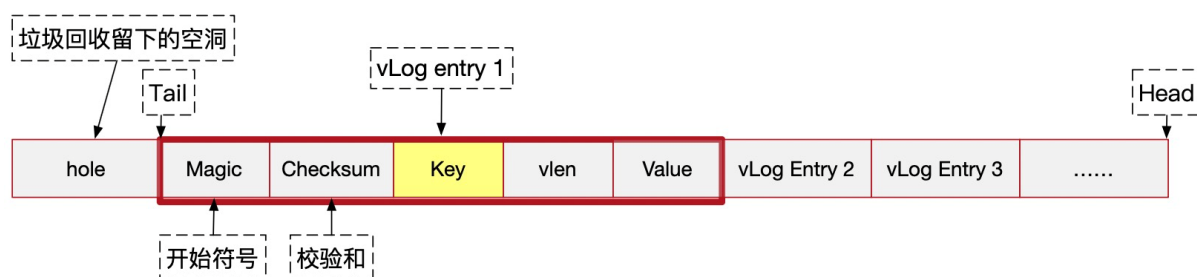 垃圾回收留下的空洞
Tail
vLog entry 1
Head
hole
Magic
Checksum
Key
vlen
Value
vLog Entry 2
vLog Entry 3
......
开始符号
校验和